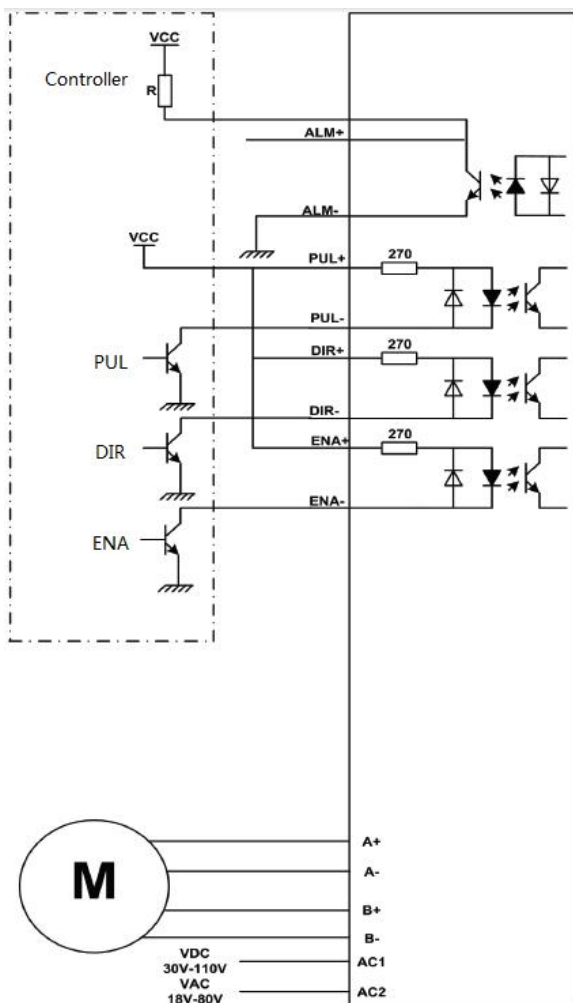 VCC
Controller
R
ALM+
ALM-
VCC
PUL+
270
PUL-
PUL
DIR+
270
DIR-
DIR
ENA+
270
ENA-
ENA
M
A+
A-
B+
B-
VDC
30V-110V
AC1
VAC
18V-80V
AC2